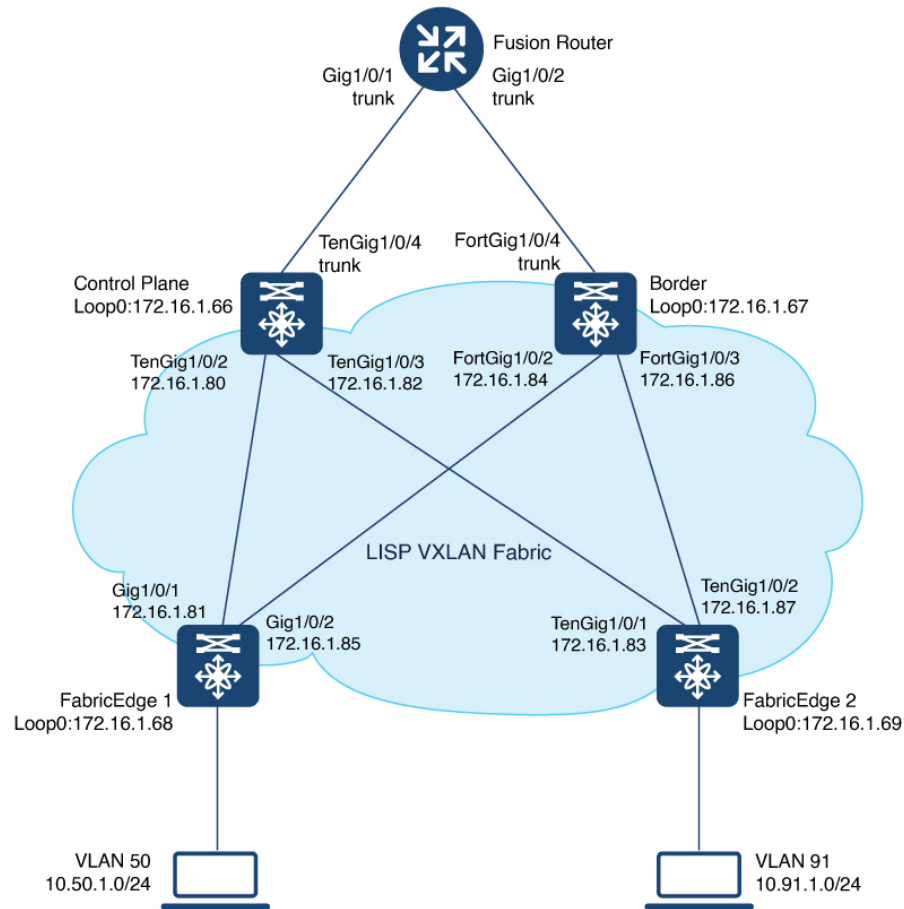 Fusion Router
Gig1/0/1
trunk
Gig1/0/2
trunk
TenGig1/0/4
trunk
FortGig1/0/4
trunk
Control Plane
Loop0:172.16.1.66
Border
Loop0:172.16.1.67
TenGig1/0/2
172.16.1.80
TenGig1/0/3
172.16.1.82
FortGig1/0/2
172.16.1.84
FortGig1/0/3
172.16.1.86
LISP VXLAN Fabric
Gig1/0/1
172.16.1.81
Gig1/0/2
172.16.1.85
TenGig1/0/1
172.16.1.83
TenGig1/0/2
172.16.1.87
FabricEdge 1
Loop0:172.16.1.68
FabricEdge 2
Loop0:172.16.1.69
VLAN 50
10.50.1.0/24
VLAN 91
10.91.1.0/24